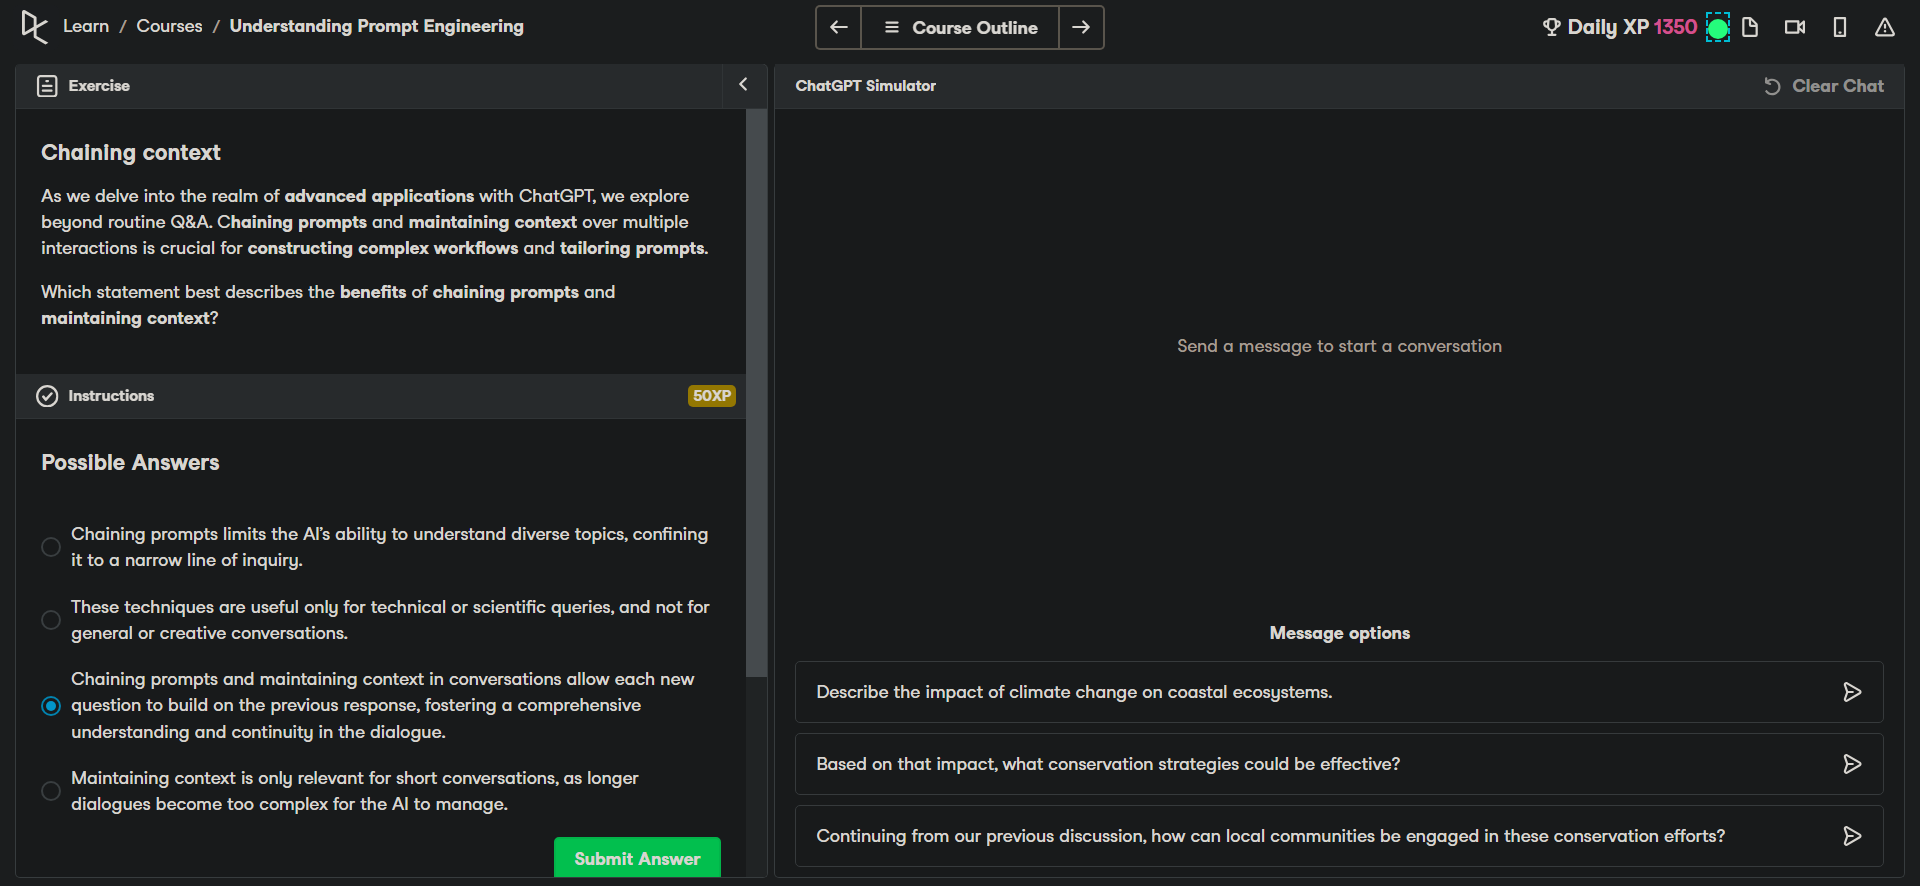 Learn / Courses / Understanding Prompt Engineering
Course Outline
Daily XP 1350
Exercise
Chaining context
As we delve into the realm of advanced applications with ChatGPT, we explore
beyond routine Q&A. Chaining prompts and maintaining context over multiple
interactions is crucial for constructing complex workflows and tailoring prompts.
Which statement best describes the benefits of chaining prompts and
maintaining context?
Instructions
50XP
Possible Answers
Chaining prompts limits the AI's ability to understand diverse topics, confining
it to a narrow line of inquiry.
These techniques are useful only for technical or scientific queries, and not for
general or creative conversations.
Chaining prompts and maintaining context in conversations allow each new
question to build on the previous response, fostering a comprehensive
understanding and continuity in the dialogue.
Maintaining context is only relevant for short conversations, as longer
dialogues become too complex for the AI to manage.
Submit Answer
ChatGPT Simulator
Clear Chat
Send a message to start a conversation
Message options
Describe the impact of climate change on coastal ecosystems.
Based on that impact, what conservation strategies could be effective?
Continuing from our previous discussion, how can local communities be engaged in these conservation efforts?